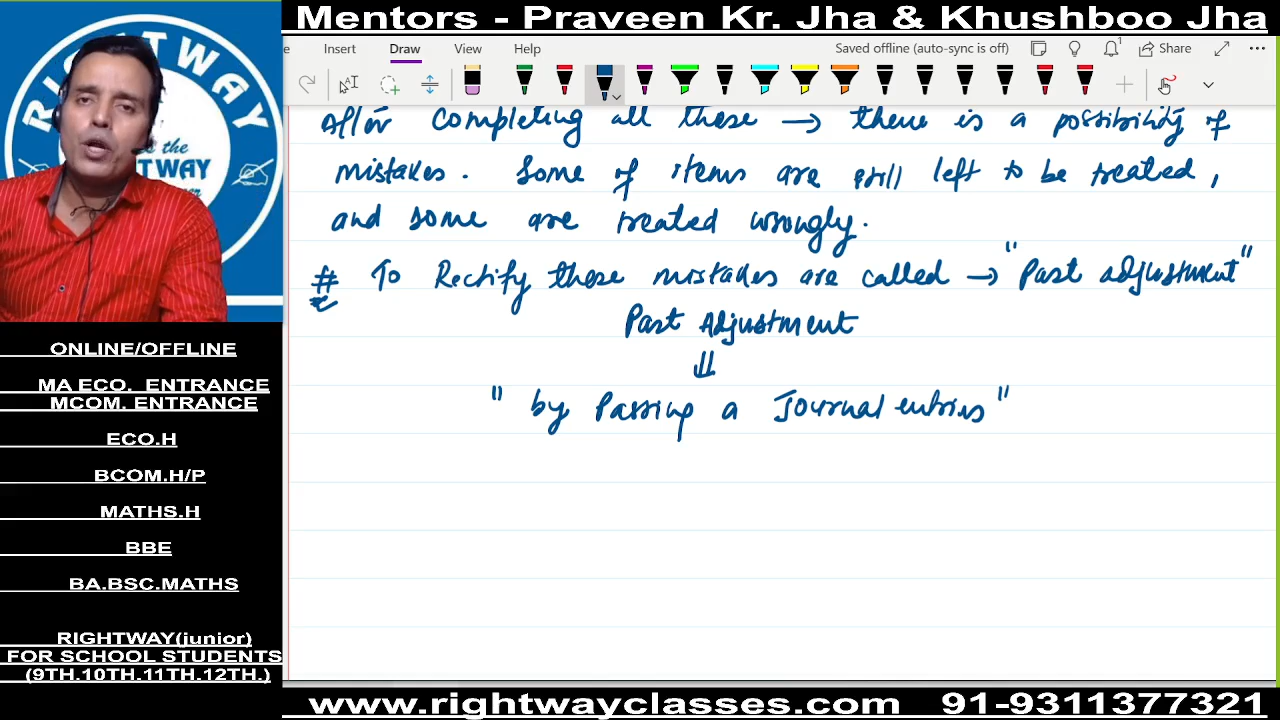 Mentors - Praveen Kr. Jha & Khushboo Jha
Insert Draw View Help Saved offline (auto-sync is off) Share
RIGHTWAY
the
After completing all these → there is a possibility of
mistakes. Some of items are still left to be treated,
and some are treated wrongly.
# To Rectify these mistakes are called → "Past adjustment"
Past Adjustment
⇓
" by Passing a Journal entries "
ONLINE/OFFLINE
MA ECO. ENTRANCE
MCOM. ENTRANCE
ECO.H
BCOM.H/P
MATHS.H
BBE
BA.BSC.MATHS
RIGHTWAY(junior)
FOR SCHOOL STUDENTS
(9TH.10TH.11TH.12TH.)
www.rightwayclasses.com 91-9311377321